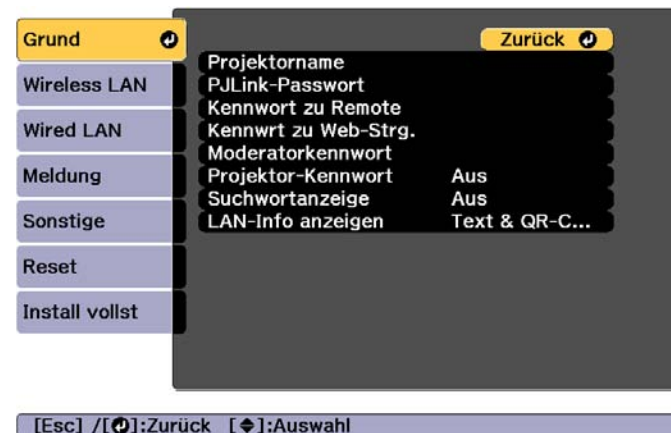 Grund
Wireless LAN
Wired LAN
Meldung
Sonstige
Reset
Install vollst
Zurück
Projektorname
PJLink-Passwort
Kennwort zu Remote
Kennwrt zu Web-Strg.
Moderatorkennwort
Projektor-Kennwort Aus
Suchwortanzeige Aus
LAN-Info anzeigen Text & QR-C...
[Esc] /[⏎]:Zurück [◆]:Auswahl